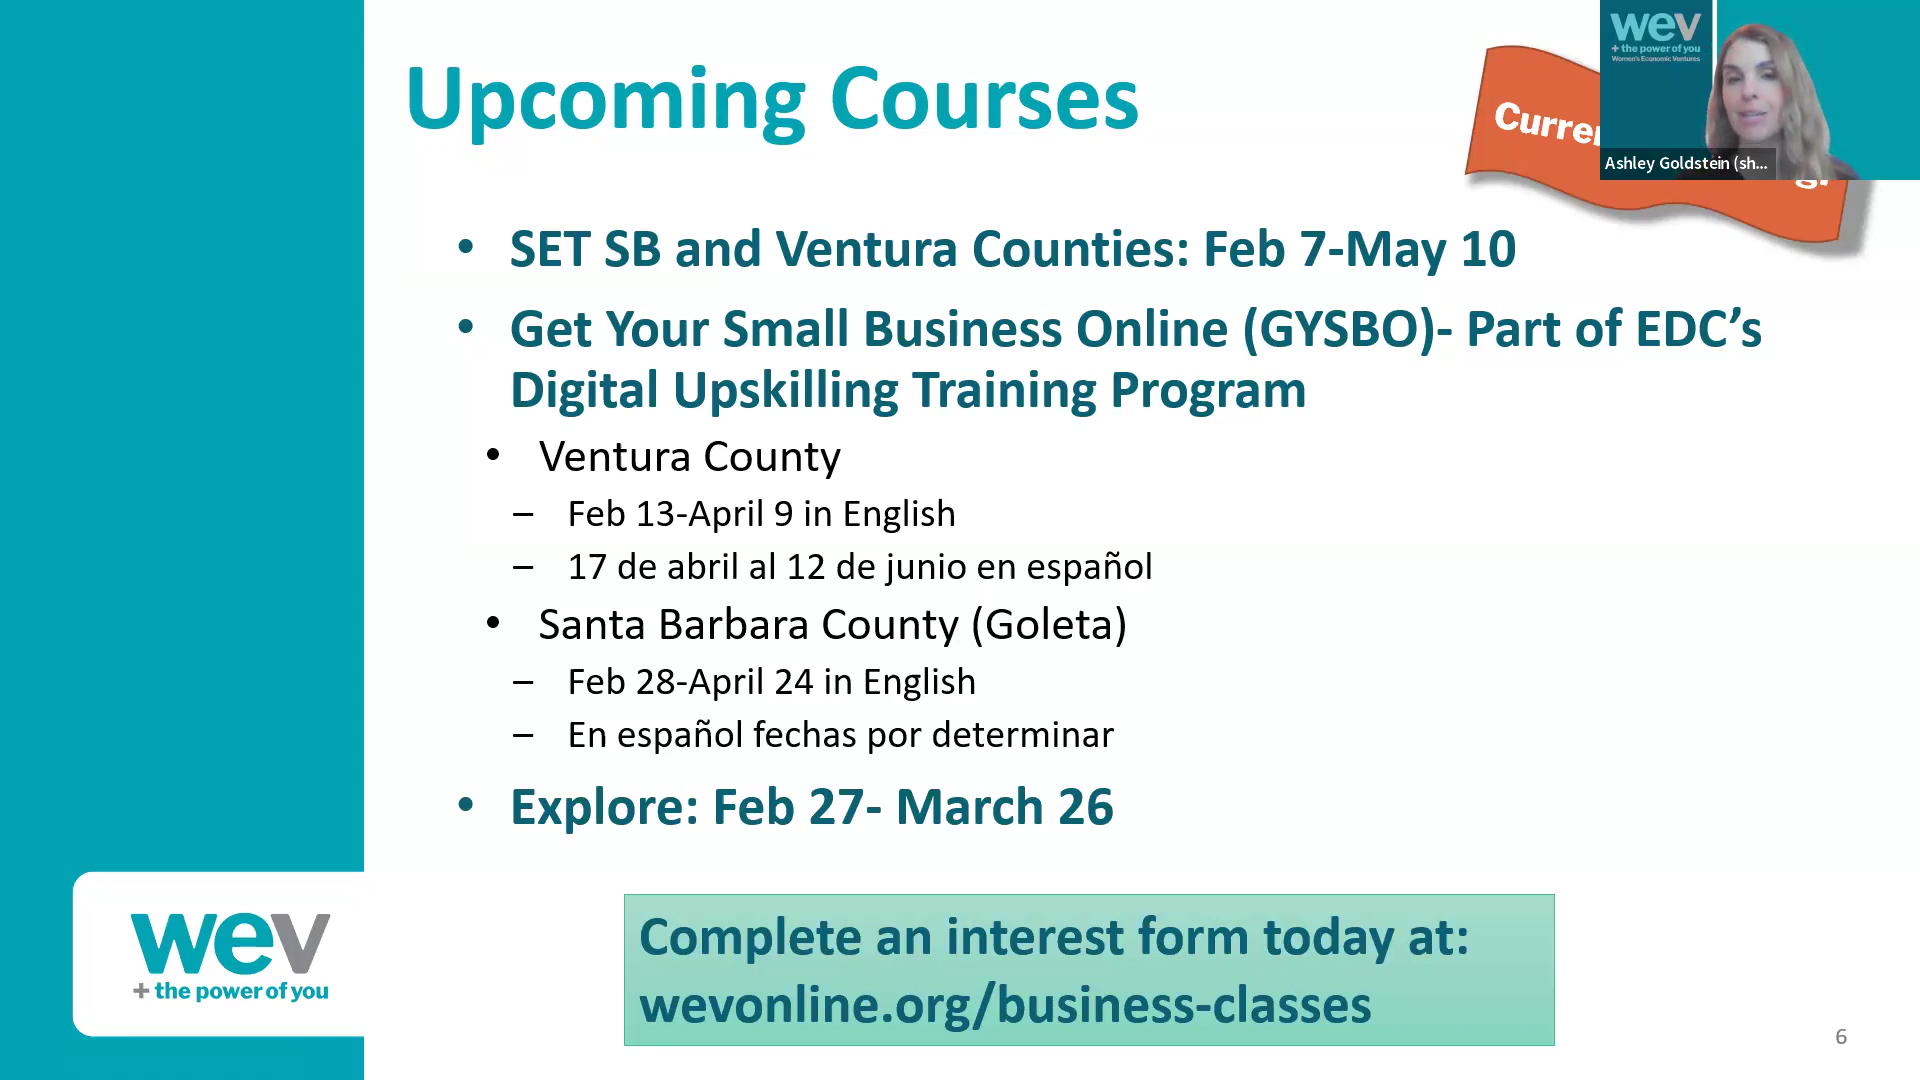 Upcoming Courses
wev
+ the power of you
Women's Economic Ventures
Ashley Goldstein (sh...
• SET SB and Ventura Counties: Feb 7-May 10
• Get Your Small Business Online (GYSBO)- Part of EDC’s
Digital Upskilling Training Program
• Ventura County
– Feb 13-April 9 in English
– 17 de abril al 12 de junio en español
• Santa Barbara County (Goleta)
– Feb 28-April 24 in English
– En español fechas por determinar
• Explore: Feb 27- March 26
Complete an interest form today at:
wevonline.org/business-classes
wev
+ the power of you
6